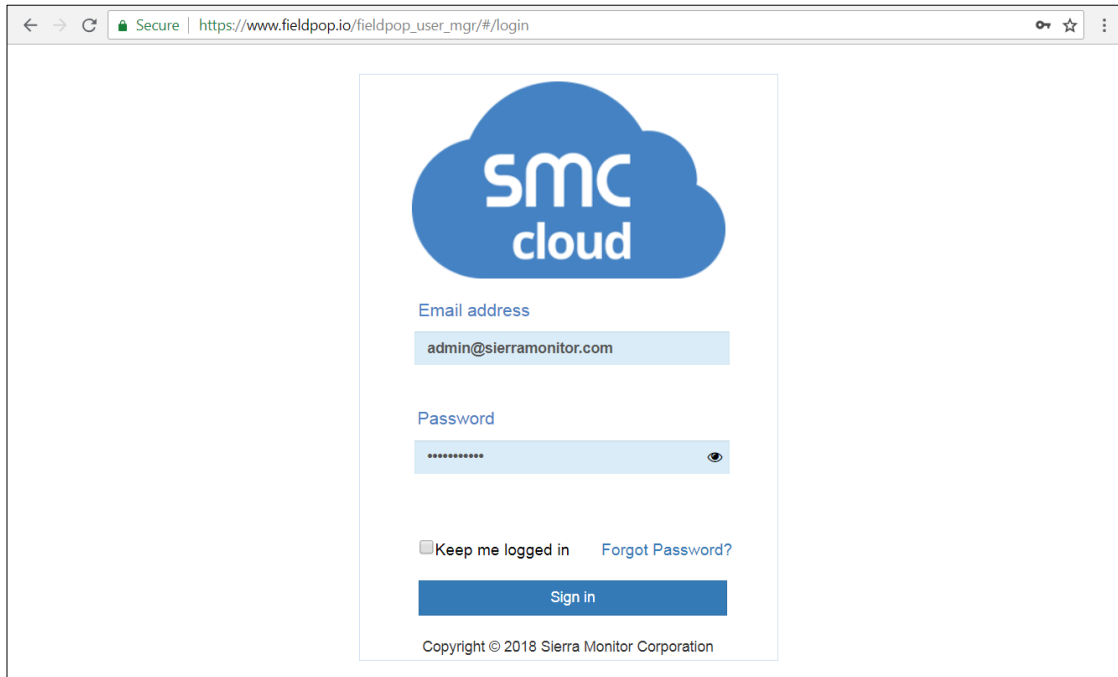 Secure | https://www.fieldpop.io/fieldpop_user_mgr/#/login
smc
cloud
Email address
admin@sierramonitor.com
Password
•••••••••••
Keep me logged in Forgot Password?
Sign in
Copyright © 2018 Sierra Monitor Corporation